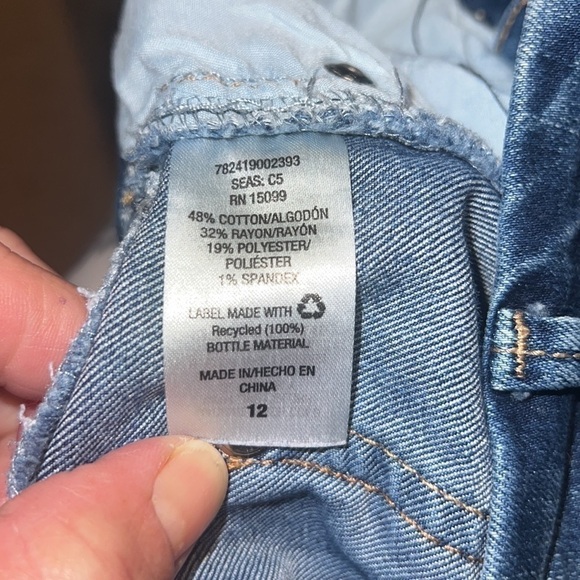 782419002393
SEAS: C5
RN 15099
48% COTTON/ALGODÓN
32% RAYON/RAYÓN
19% POLYESTER/
POLIÉSTER
1% SPANDEX
LABEL MADE WITH
Recycled (100%)
BOTTLE MATERIAL
MADE IN/HECHO EN
CHINA
12